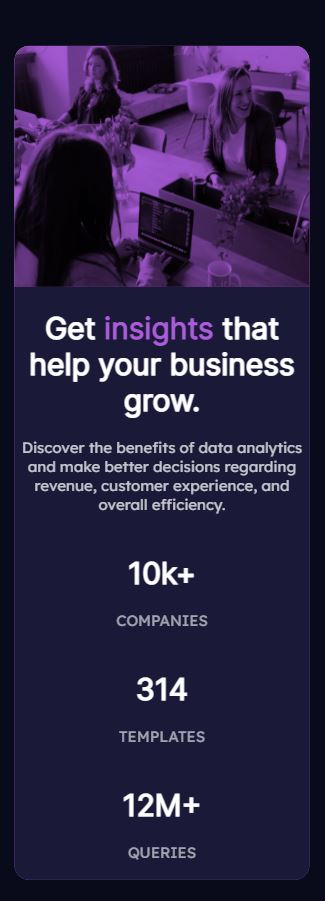 Get insights that
help your business
grow.
Discover the benefits of data analytics
and make better decisions regarding
revenue, customer experience, and
overall efficiency.
10k+
COMPANIES
314
TEMPLATES
12M+
QUERIES